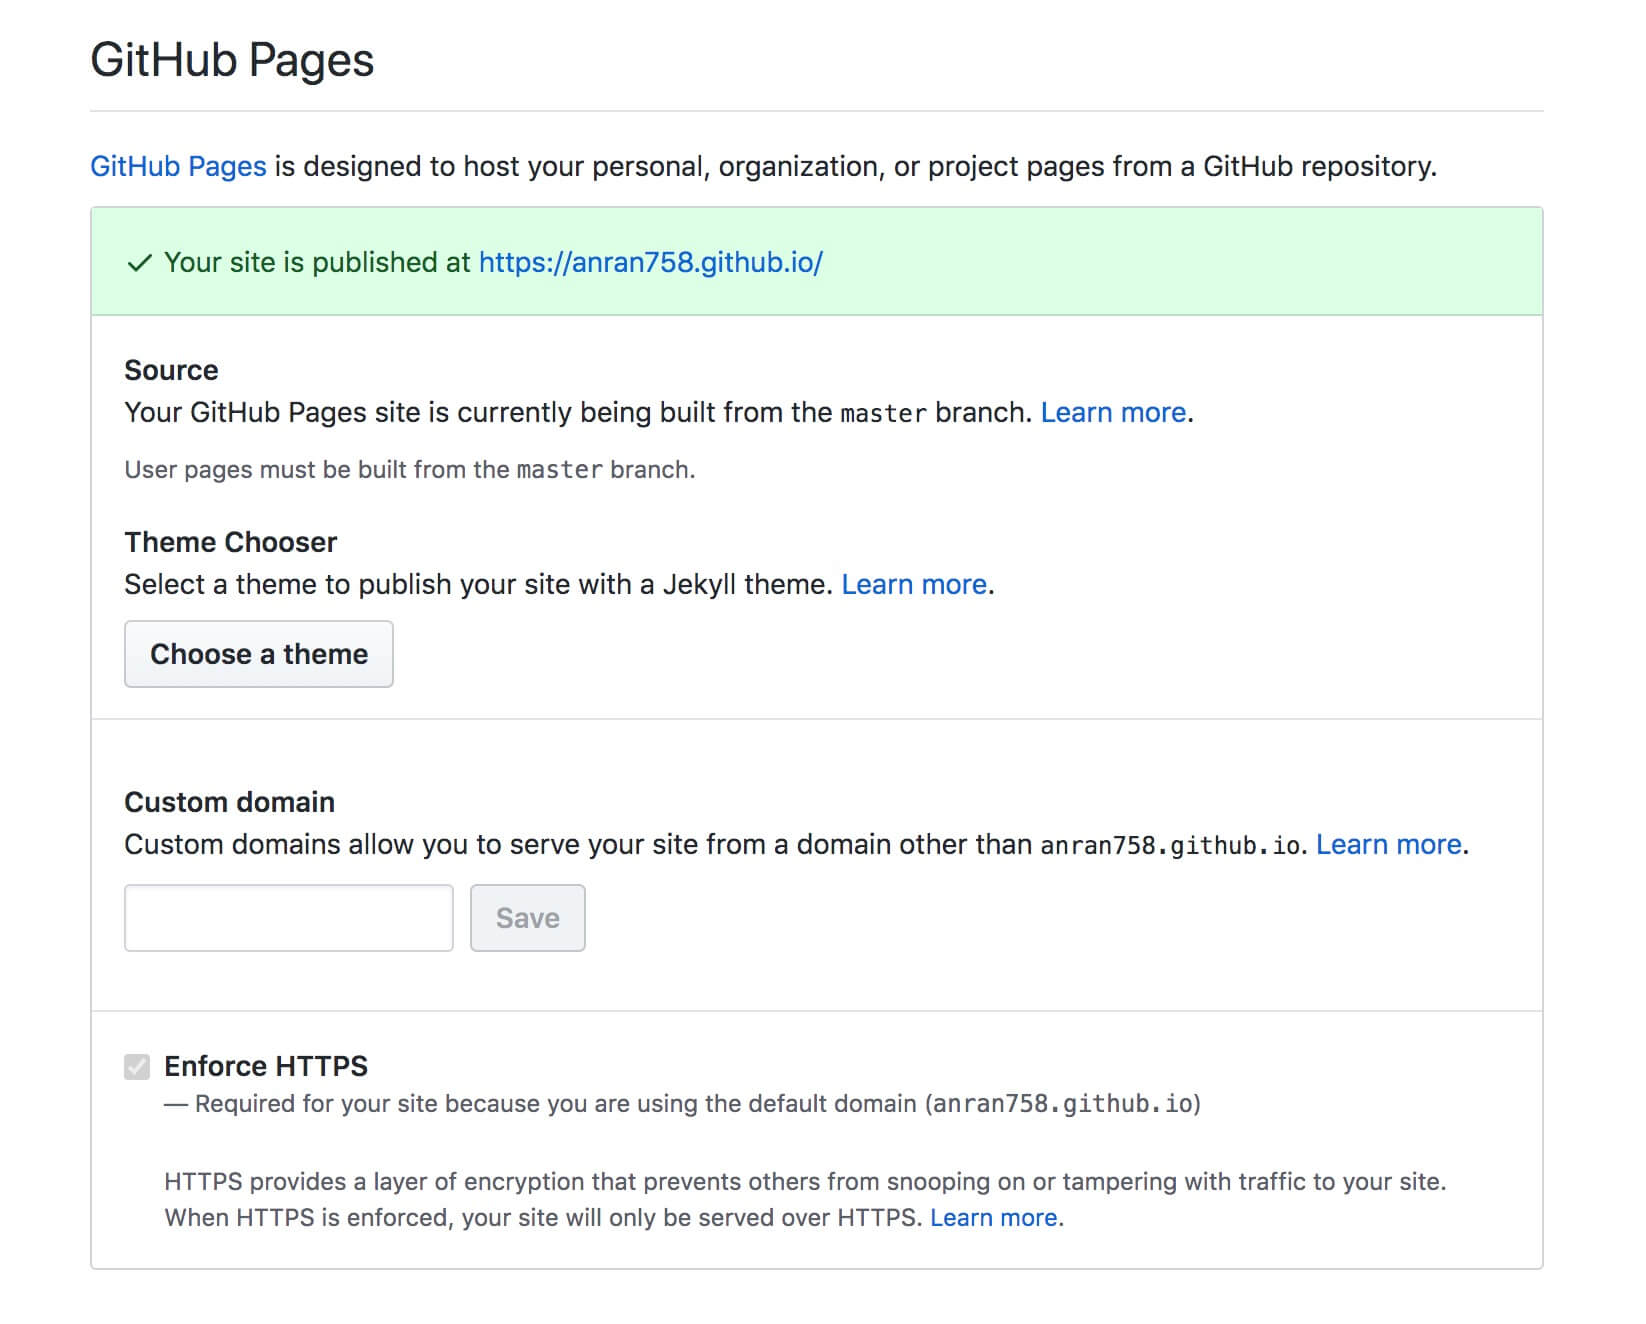 GitHub Pages
GitHub Pages is designed to host your personal, organization, or project pages from a GitHub repository.
Your site is published at https://anran758.github.io/
Source
Your GitHub Pages site is currently being built from the master branch. Learn more.
User pages must be built from the master branch.
Theme Chooser
Select a theme to publish your site with a Jekyll theme. Learn more.
Choose a theme
Custom domain
Custom domains allow you to serve your site from a domain other than anran758.github.io. Learn more.
Save
Enforce HTTPS
— Required for your site because you are using the default domain (anran758.github.io)
HTTPS provides a layer of encryption that prevents others from snooping on or tampering with traffic to your site.
When HTTPS is enforced, your site will only be served over HTTPS. Learn more.